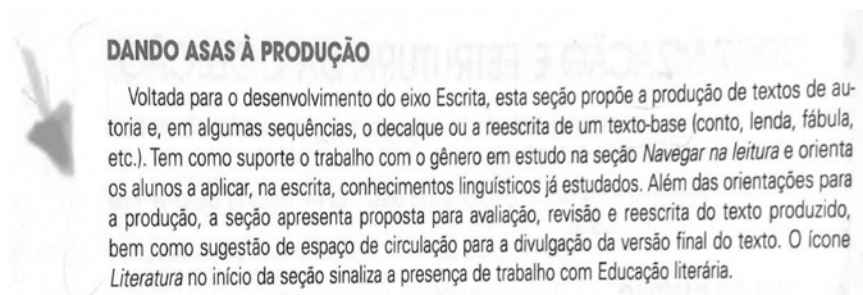 DANDO ASAS À PRODUÇÃO
Voltada para o desenvolvimento do eixo Escrita, esta seção propõe a produção de textos de au-
toria e, em algumas sequências, o decalque ou a reescrita de um texto-base (conto, lenda, fábula,
etc.). Tem como suporte o trabalho com o gênero em estudo na seção Navegar na leitura e orienta
os alunos a aplicar, na escrita, conhecimentos linguísticos já estudados. Além das orientações para
a produção, a seção apresenta proposta para avaliação, revisão e reescrita do texto produzido,
bem como sugestão de espaço de circulação para a divulgação da versão final do texto. O ícone
Literatura no início da seção sinaliza a presença de trabalho com Educação literária.